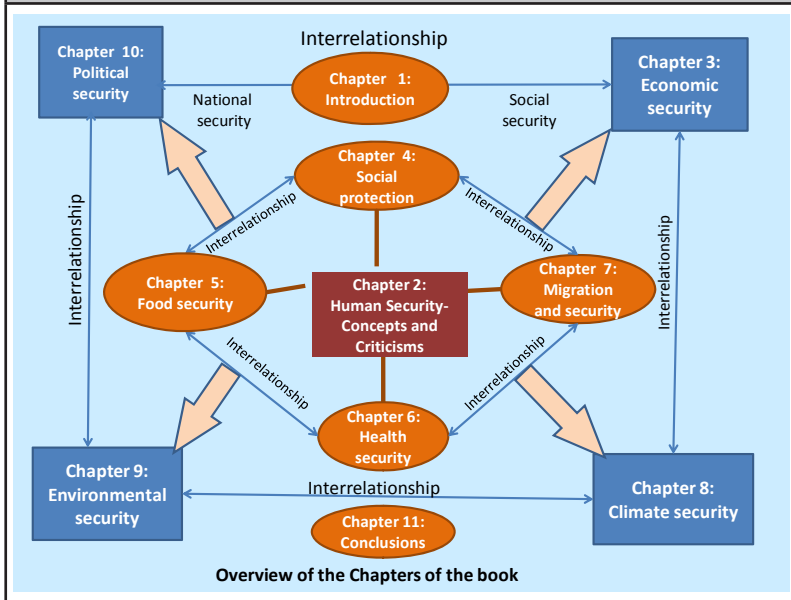 Interrelationship
Chapter 10:
Political
security
Chapter 1:
Introduction
Chapter 3:
Economic
security
National
security
Social
security
Chapter 4:
Social
protection
Interrelationship
Interrelationship
Interrelationship
Interrelationship
Chapter 5:
Food security
Chapter 2:
Human Security-
Concepts and
Criticisms
Chapter 7:
Migration
and security
Interrelationship
Interrelationship
Chapter 6:
Health
security
Chapter 9:
Environmental
security
Interrelationship
Chapter 8:
Climate security
Chapter 11:
Conclusions
Overview of the Chapters of the book